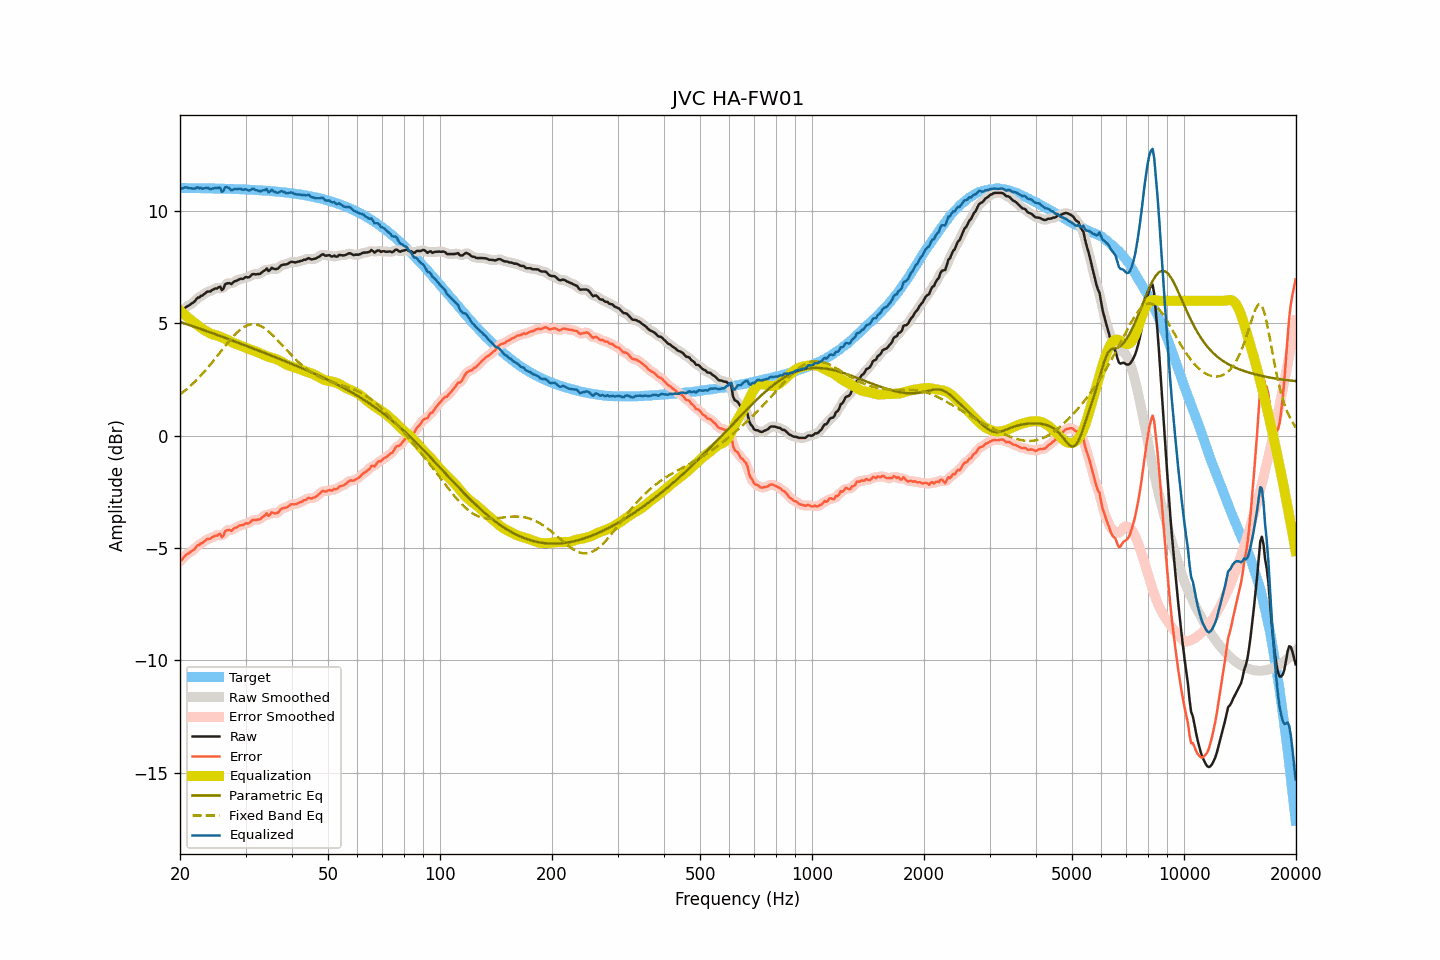 JVC HA-FW01
Amplitude (dBr)
10
5
0
−5
−10
−15
Target
Raw Smoothed
Error Smoothed
Raw
Error
Equalization
Parametric Eq
Fixed Band Eq
Equalized
20 50 100 200 500 1000 2000 5000 10000 20000
Frequency (Hz)